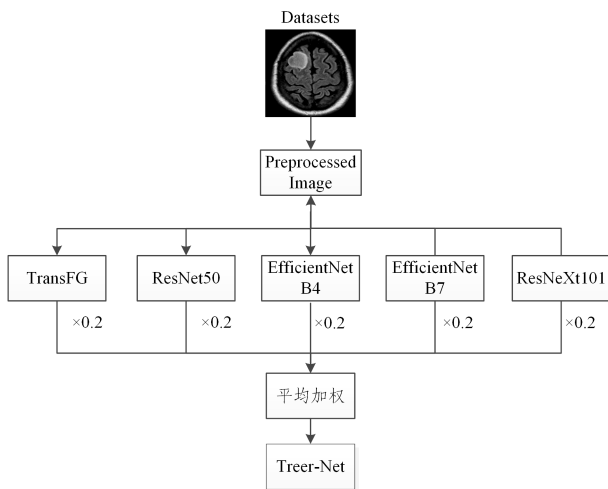 Datasets
Preprocessed
Image
TransFG
ResNet50
EfficientNet
B4
EfficientNet
B7
ResNeXt101
×0.2
×0.2
×0.2
×0.2
×0.2
平均加权
Treer-Net